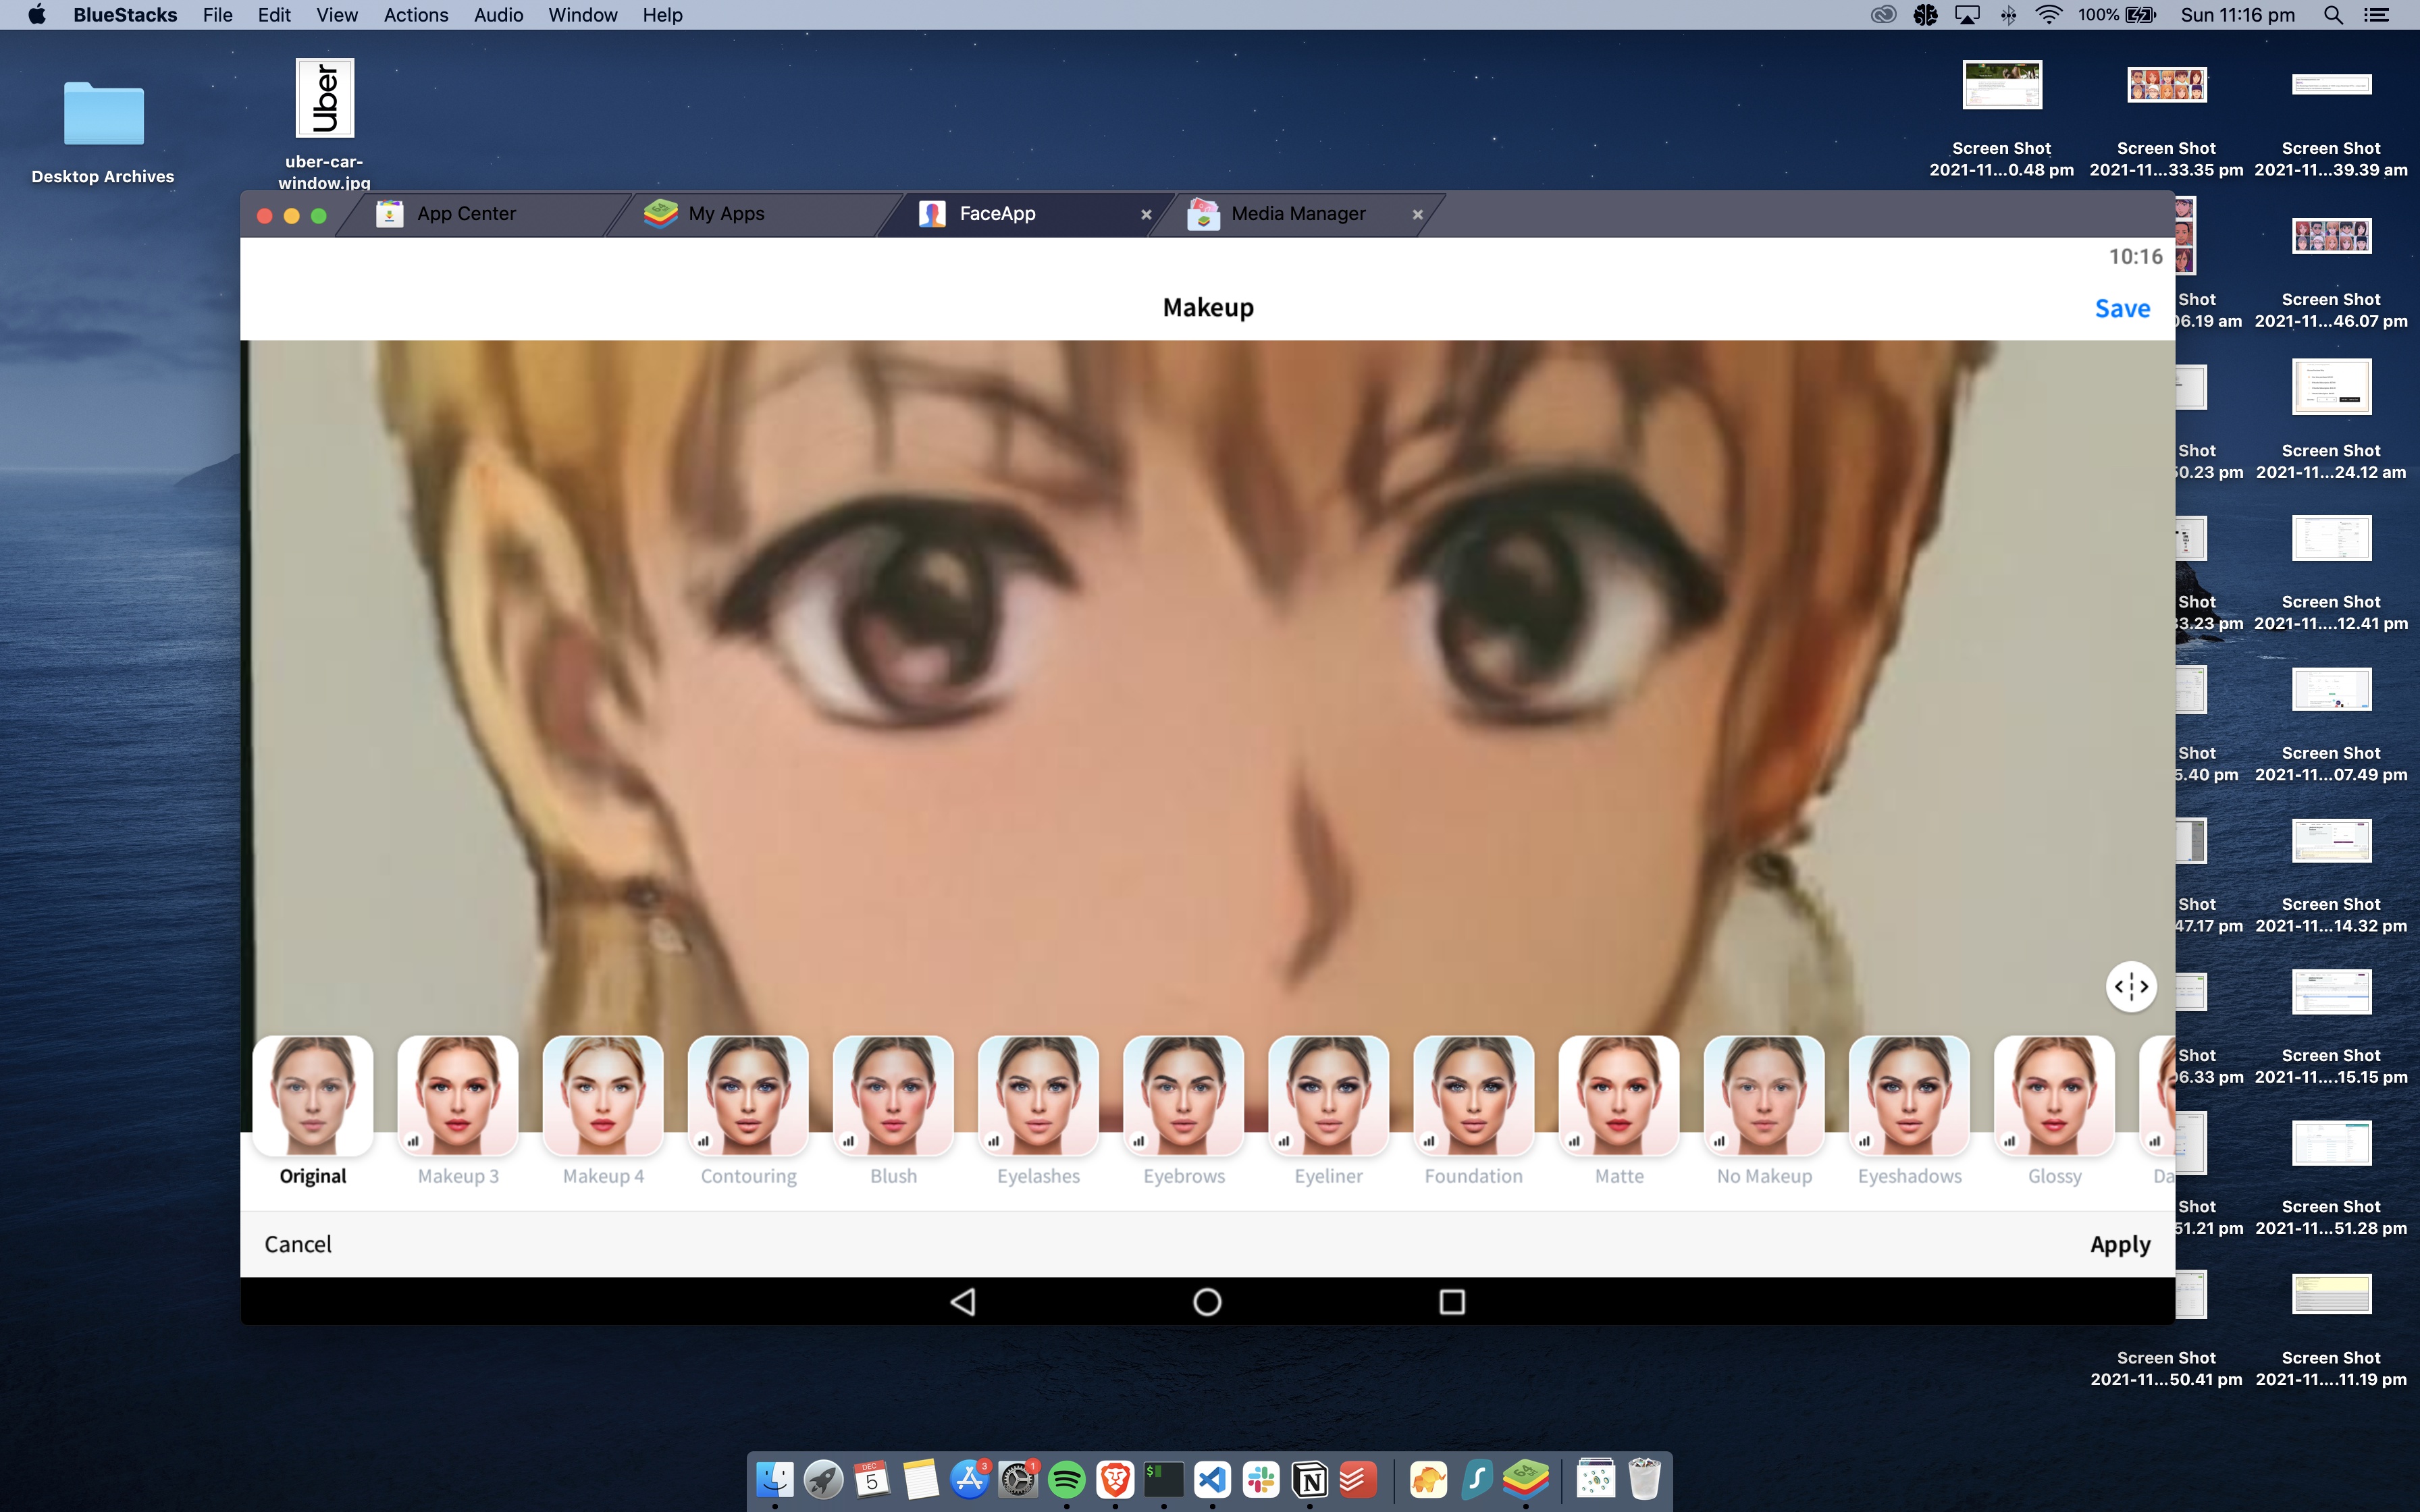 BlueStacks File Edit View Actions Audio Window Help 100% Sun 11:16 pm
Uber
Desktop Archives
uber-car-
window.jpg
Screen Shot
2021-11...0.48 pm
Screen Shot
2021-11...33.35 pm
Screen Shot
2021-11...39.39 am
App Center
My Apps
FaceApp
Media Manager
10:16
Makeup
Save
Shot
06.19 am
Screen Shot
2021-11...46.07 pm
Shot
50.23 pm
Screen Shot
2021-11...24.12 am
Shot
33.23 pm
Screen Shot
2021-11....12.41 pm
Shot
5.40 pm
Screen Shot
2021-11...07.49 pm
Shot
47.17 pm
Screen Shot
2021-11...14.32 pm
Shot
06.33 pm
Screen Shot
2021-11....15.15 pm
Shot
51.21 pm
Screen Shot
2021-11...51.28 pm
Original
Makeup 3
Makeup 4
Contouring
Blush
Eyelashes
Eyebrows
Eyeliner
Foundation
Matte
No Makeup
Eyeshadows
Glossy
Da
Cancel
Apply
Screen Shot
2021-11...50.41 pm
Screen Shot
2021-11....11.19 pm
DEC
5
3
1
$
N
64